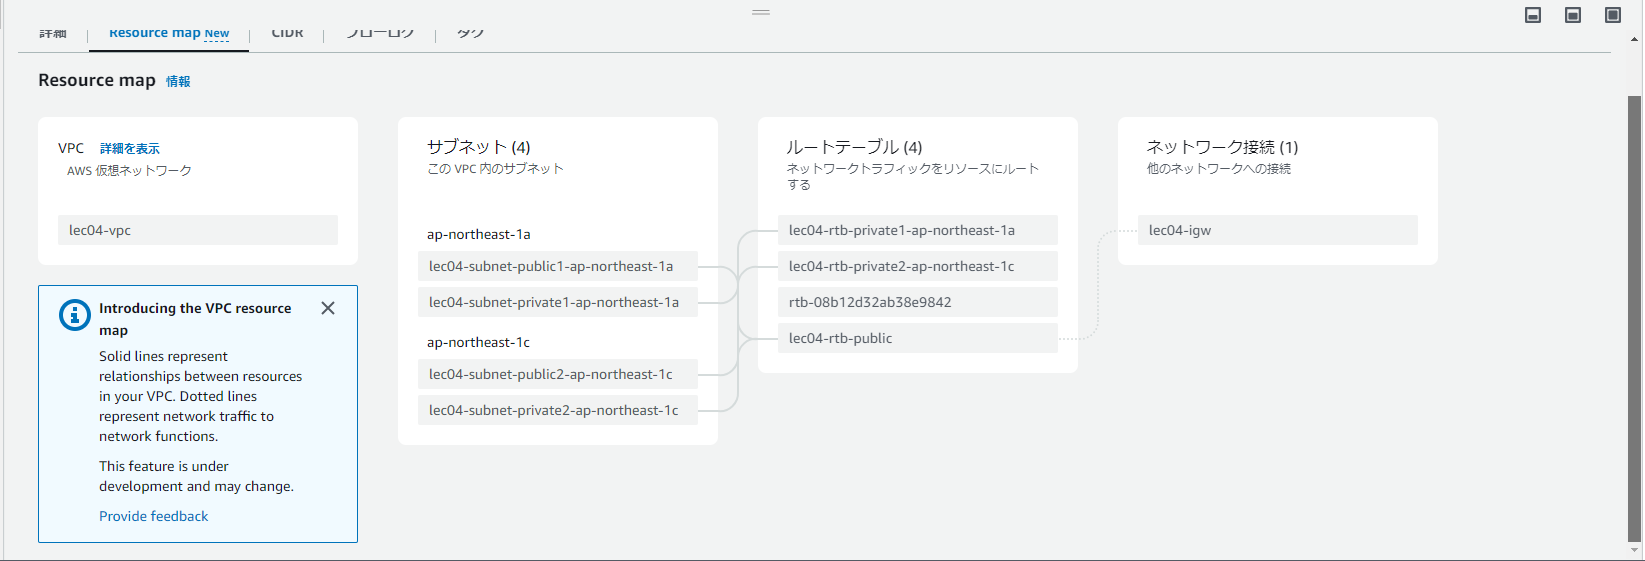 詳細
Resource map New
CIDR
フローログ
タグ
Resource map 情報
VPC 詳細を表示
AWS 仮想ネットワーク
lec04-vpc
Introducing the VPC resource
map
Solid lines represent
relationships between resources
in your VPC. Dotted lines
represent network traffic to
network functions.
This feature is under
development and may change.
Provide feedback
サブネット (4)
この VPC 内のサブネット
ap-northeast-1a
lec04-subnet-public1-ap-northeast-1a
lec04-subnet-private1-ap-northeast-1a
ap-northeast-1c
lec04-subnet-public2-ap-northeast-1c
lec04-subnet-private2-ap-northeast-1c
ルートテーブル (4)
ネットワークトラフィックをリソースにルート
する
lec04-rtb-private1-ap-northeast-1a
lec04-rtb-private2-ap-northeast-1c
rtb-08b12d32ab38e9842
lec04-rtb-public
ネットワーク接続 (1)
他のネットワークへの接続
lec04-igw